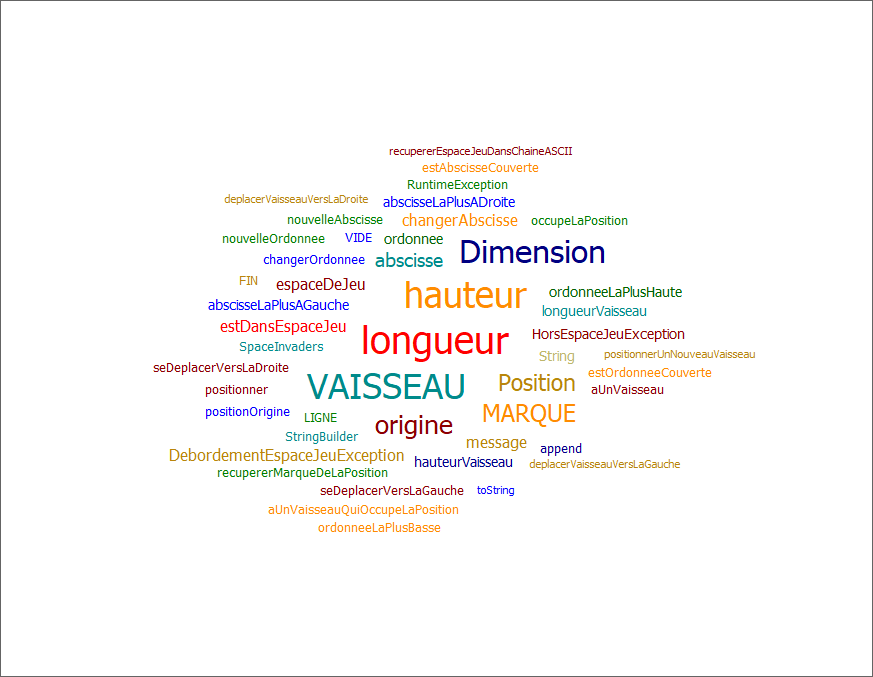 recupererEspaceJeuDansChaineASCII
estAbscisseCouverte
RuntimeException
deplacerVaisseauVersLaDroite abscisseLaPlusADroite
nouvelleAbscisse changerAbscisse occupeLaPosition
nouvelleOrdonnee VIDE ordonnee Dimension
changerOrdonnee abscisse
FIN espaceDeJeu hauteur ordonneeLaPlusHaute
abscisseLaPlusAGauche longueurVaisseau
estDansEspaceJeu longueur HorsEspaceJeuException
SpaceInvaders String positionnerUnNouveauVaisseau
seDeplacerVersLaDroite estOrdonneeCouverte
positionner VAISSEAU Position aUnVaisseau
positionOrigine LIGNE origine MARQUE
StringBuilder message append
DebordementEspaceJeuException hauteurVaisseau deplacerVaisseauVersLaGauche
recupererMarqueDeLaPosition
seDeplacerVersLaGauche toString
aUnVaisseauQuiOccupeLaPosition
ordonneeLaPlusBasse